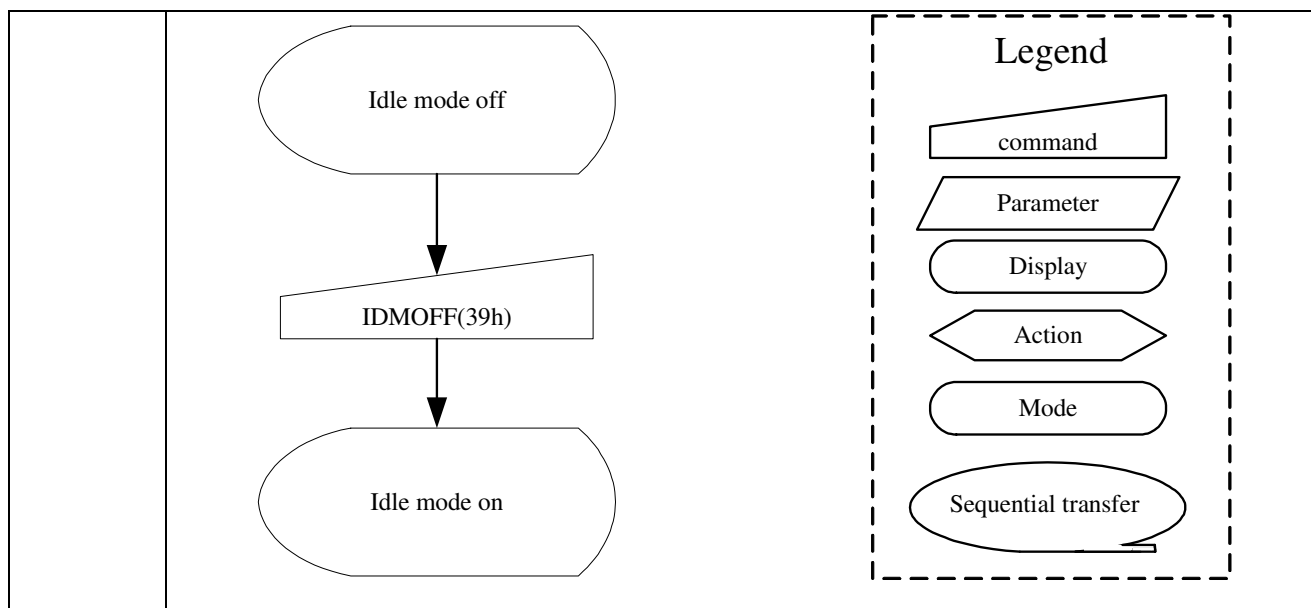 Idle mode off
IDMOFF(39h)
Idle mode on
Legend
command
Parameter
Display
Action
Mode
Sequential transfer